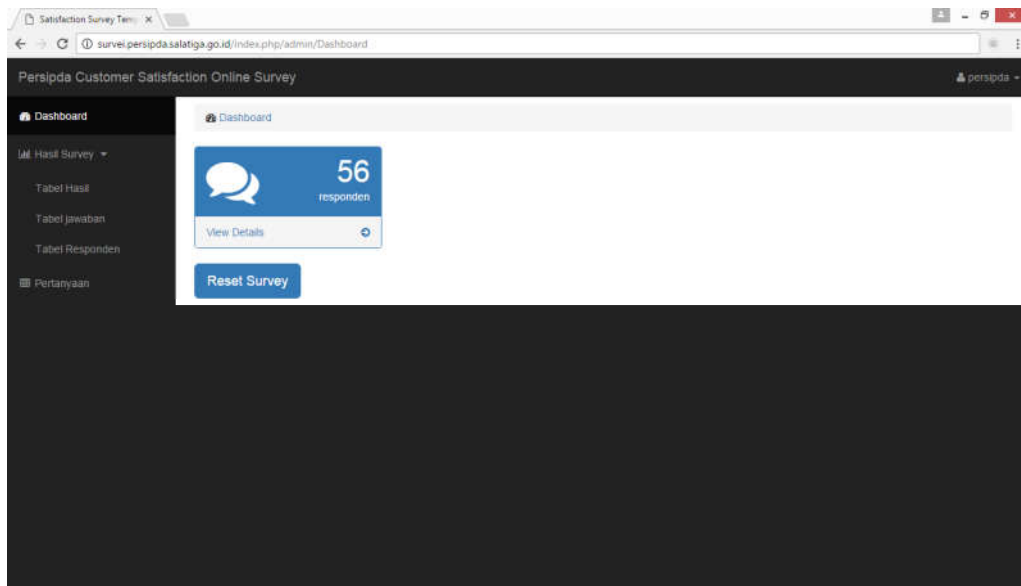 Satisfaction Survey Tem
survei.persipda.salatiga.go.id/index.php/admin/Dashboard
Persipda Customer Satisfaction Online Survey
persipda
Dashboard
Dashboard
Hasil Survey
56
responden
Tabel Hasil
Tabel Jawaban
View Details
Tabel Responden
Pertanyaan
Reset Survey